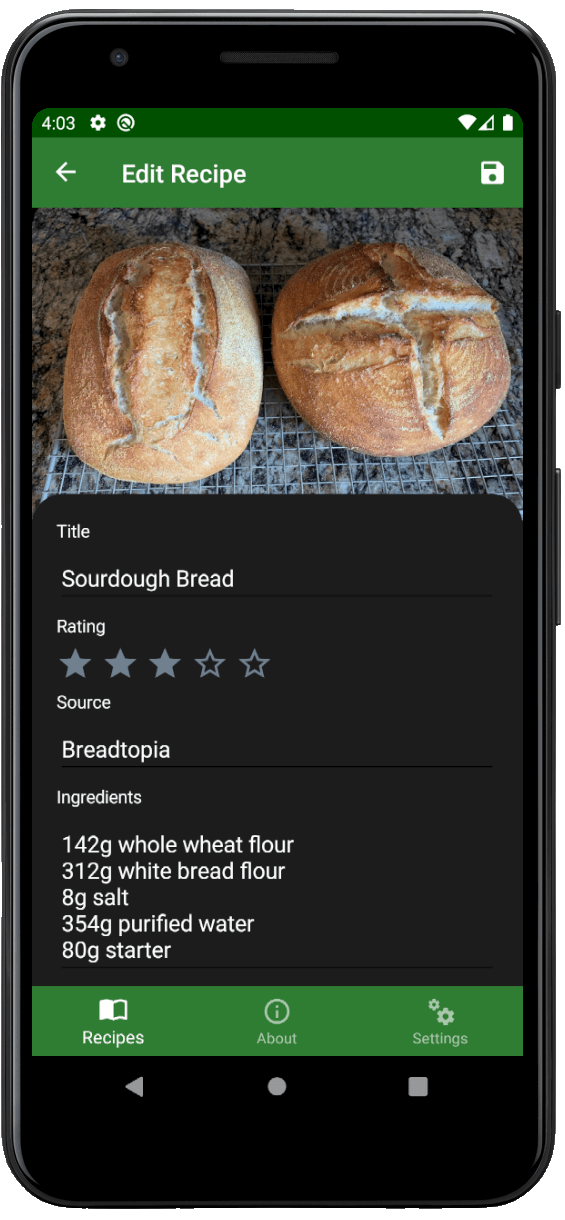 4:03
Edit Recipe
Title
Sourdough Bread
Rating
Source
Breadtopia
Ingredients
142g whole wheat flour
312g white bread flour
8g salt
354g purified water
80g starter
Recipes
About
Settings